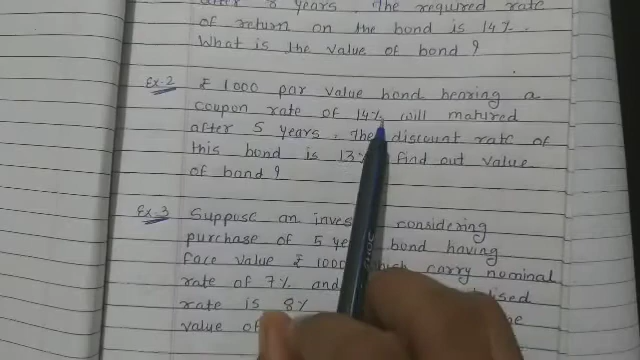 after 8 years. The required rate
of return on the bond is 14%.
What is the value of bond ?
Ex-2 ₹ 1000 par value bond bearing a
coupon rate of 14% will matured
after 5 years. The discount rate of
this bond is 13% find out value
of bond ?
Ex-3 Suppose an considering
purchase of 5 bond having
face value ₹ 1000 carry nominal
rate of 7% and
rate is 8%
value of